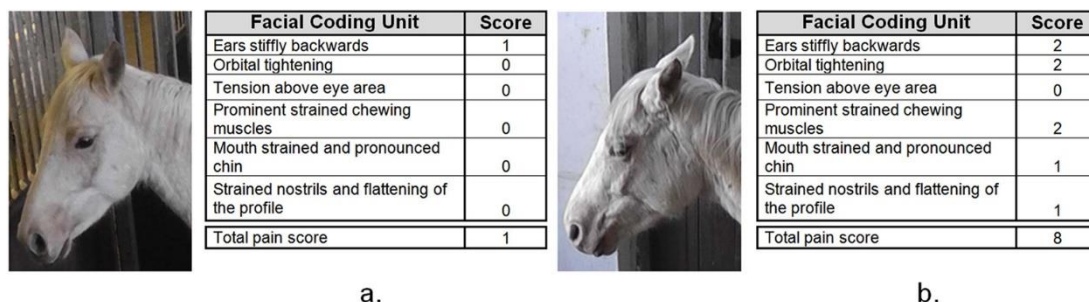 Facial Coding Unit Score
Ears stiffly backwards 1
Orbital tightening 0
Tension above eye area 0
Prominent strained chewing
muscles 0
Mouth strained and pronounced
chin 0
Strained nostrils and flattening of
the profile 0
Total pain score 1
a.
Facial Coding Unit Score
Ears stiffly backwards 2
Orbital tightening 2
Tension above eye area 0
Prominent strained chewing
muscles 2
Mouth strained and pronounced
chin 1
Strained nostrils and flattening of
the profile 1
Total pain score 8
b.